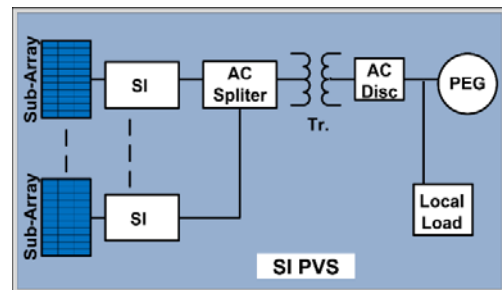 Sub-Array
SI
AC
Spliter
Tr.
AC
Disc
PEG
Sub-Array
SI
Local
Load
SI PVS